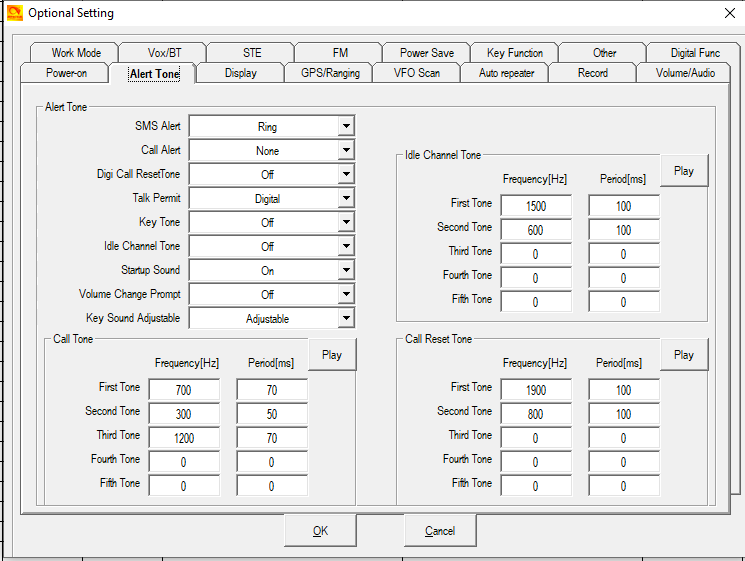 Optional Setting
Work Mode Vox/BT STE FM Power Save Key Function Other Digital Func
Power-on Alert Tone Display GPS/Ranging VFO Scan Auto repeater Record Volume/Audio
Alert Tone
SMS Alert Ring
Call Alert None
Digi Call ResetTone Off
Talk Permit Digital
Key Tone Off
Idle Channel Tone Off
Startup Sound On
Volume Change Prompt Off
Key Sound Adjustable Adjustable
Idle Channel Tone
Play
Frequency[Hz] Period[ms]
First Tone 1500 100
Second Tone 600 100
Third Tone 0 0
Fourth Tone 0 0
Fifth Tone 0 0
Call Tone
Play
Frequency[Hz] Period[ms]
First Tone 700 70
Second Tone 300 50
Third Tone 1200 70
Fourth Tone 0 0
Fifth Tone 0 0
Call Reset Tone
Play
Frequency[Hz] Period[ms]
First Tone 1900 100
Second Tone 800 100
Third Tone 0 0
Fourth Tone 0 0
Fifth Tone 0 0
OK Cancel